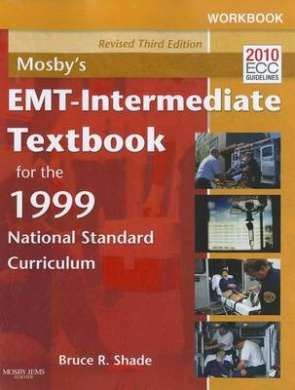 WORKBOOK
Revised Third Edition
2010
ECC
GUIDELINES
Mosby's
EMT-Intermediate
Textbook
for the
1999
National Standard
Curriculum
MOSBY JEMS
ELSEVIER
Bruce R. Shade